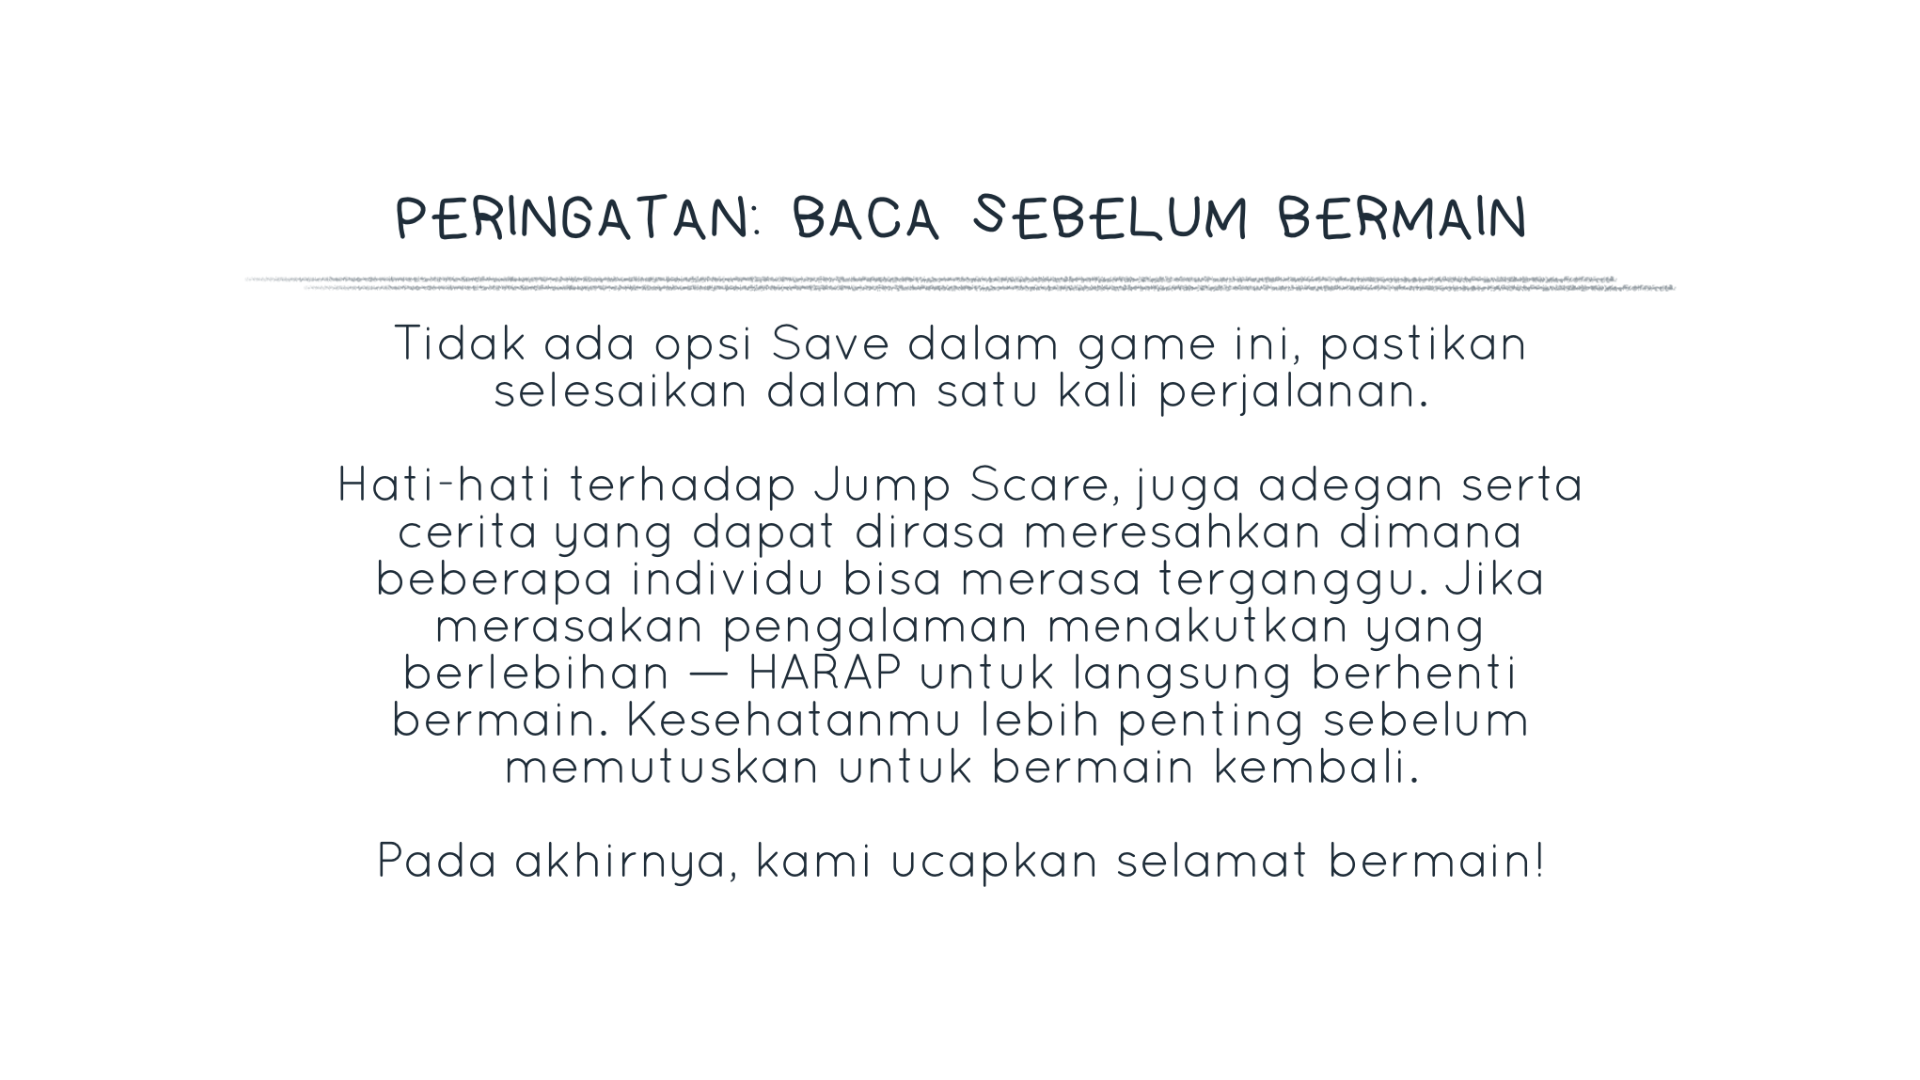 PERINGATAN: BACA SEBELUM BERMAIN
Tidak ada opsi Save dalam game ini, pastikan
selesaikan dalam satu kali perjalanan.
Hati-hati terhadap Jump Scare, juga adegan serta
cerita yang dapat dirasa meresahkan dimana
beberapa individu bisa merasa terganggu. Jika
merasakan pengalaman menakutkan yang
berlebihan — HARAP untuk langsung berhenti
bermain. Kesehatanmu lebih penting sebelum
memutuskan untuk bermain kembali.
Pada akhirnya, kami ucapkan selamat bermain!